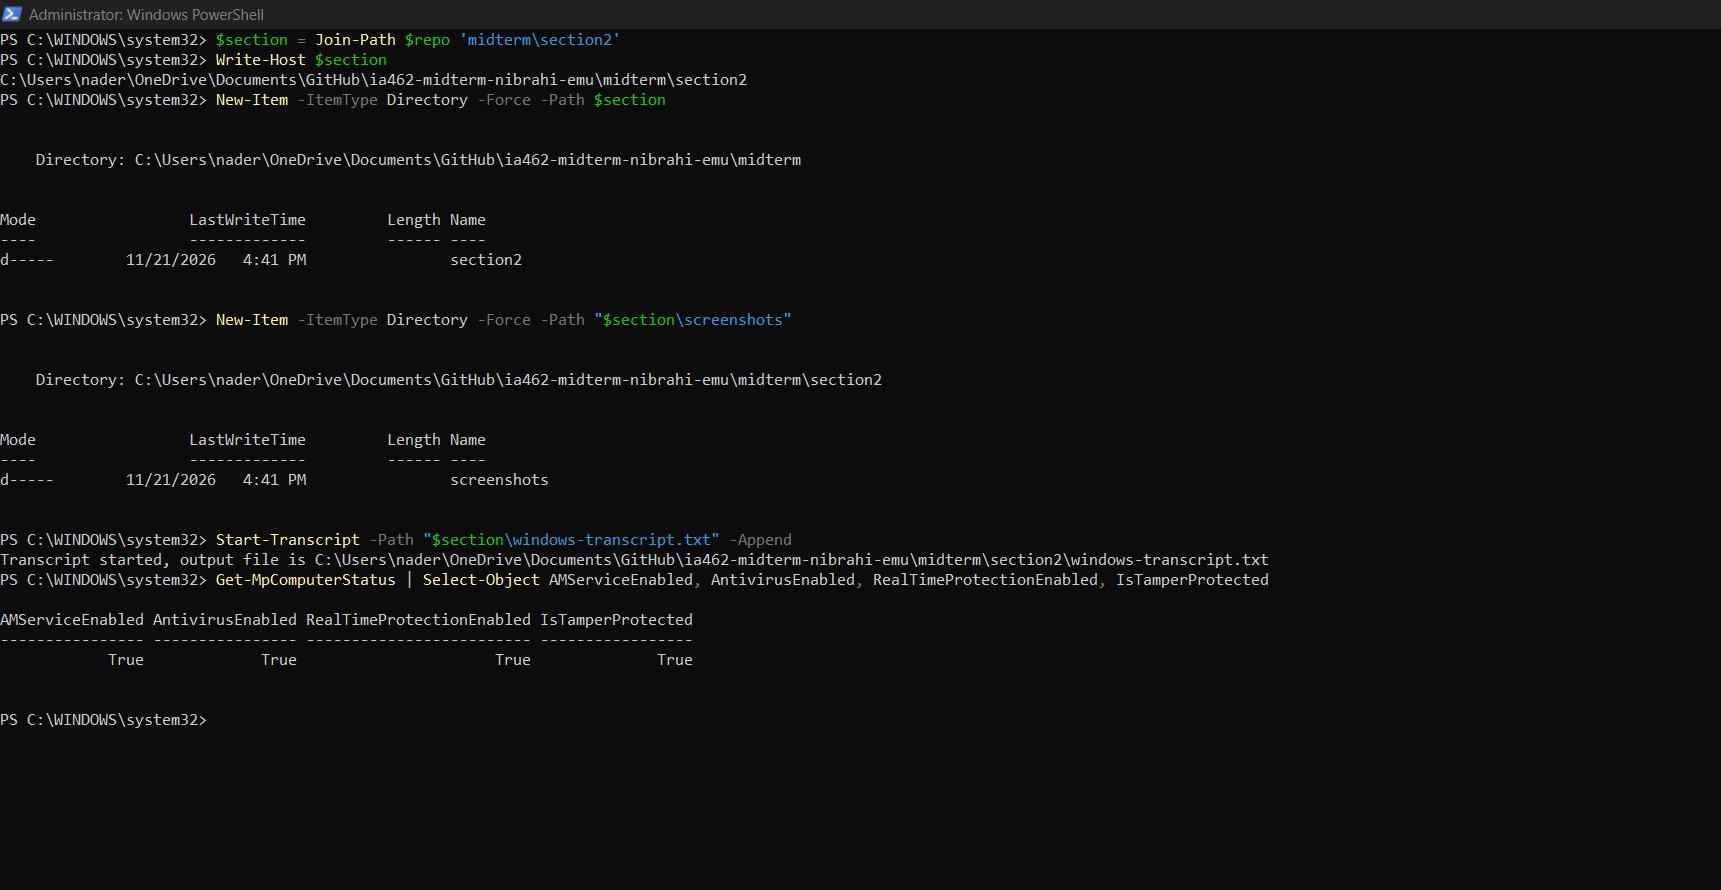 Administrator: Windows PowerShell
PS C:\WINDOWS\system32> $section = Join-Path $repo 'midterm\section2'
PS C:\WINDOWS\system32> Write-Host $section
C:\Users\nader\OneDrive\Documents\GitHub\ia462-midterm-nibrahi-emu\midterm\section2
PS C:\WINDOWS\system32> New-Item -ItemType Directory -Force -Path $section
    Directory: C:\Users\nader\OneDrive\Documents\GitHub\ia462-midterm-nibrahi-emu\midterm
Mode                 LastWriteTime         Length Name
----                 -------------         ------ ----
d-----        11/21/2026   4:41 PM                section2
PS C:\WINDOWS\system32> New-Item -ItemType Directory -Force -Path "$section\screenshots"
    Directory: C:\Users\nader\OneDrive\Documents\GitHub\ia462-midterm-nibrahi-emu\midterm\section2
Mode                 LastWriteTime         Length Name
----                 -------------         ------ ----
d-----        11/21/2026   4:41 PM                screenshots
PS C:\WINDOWS\system32> Start-Transcript -Path "$section\windows-transcript.txt" -Append
Transcript started, output file is C:\Users\nader\OneDrive\Documents\GitHub\ia462-midterm-nibrahi-emu\midterm\section2\windows-transcript.txt
PS C:\WINDOWS\system32> Get-MpComputerStatus | Select-Object AMServiceEnabled, AntivirusEnabled, RealTimeProtectionEnabled, IsTamperProtected
AMServiceEnabled AntivirusEnabled RealTimeProtectionEnabled IsTamperProtected
---------------- ---------------- ------------------------- -----------------
            True             True                      True              True
PS C:\WINDOWS\system32>